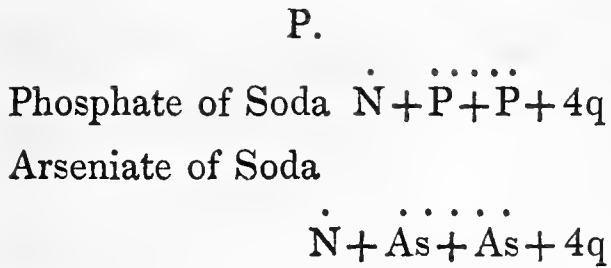 P.
Phosphate of Soda Ṅ+P+P+4q
Arseniate of Soda
Ṅ+As+As+4q